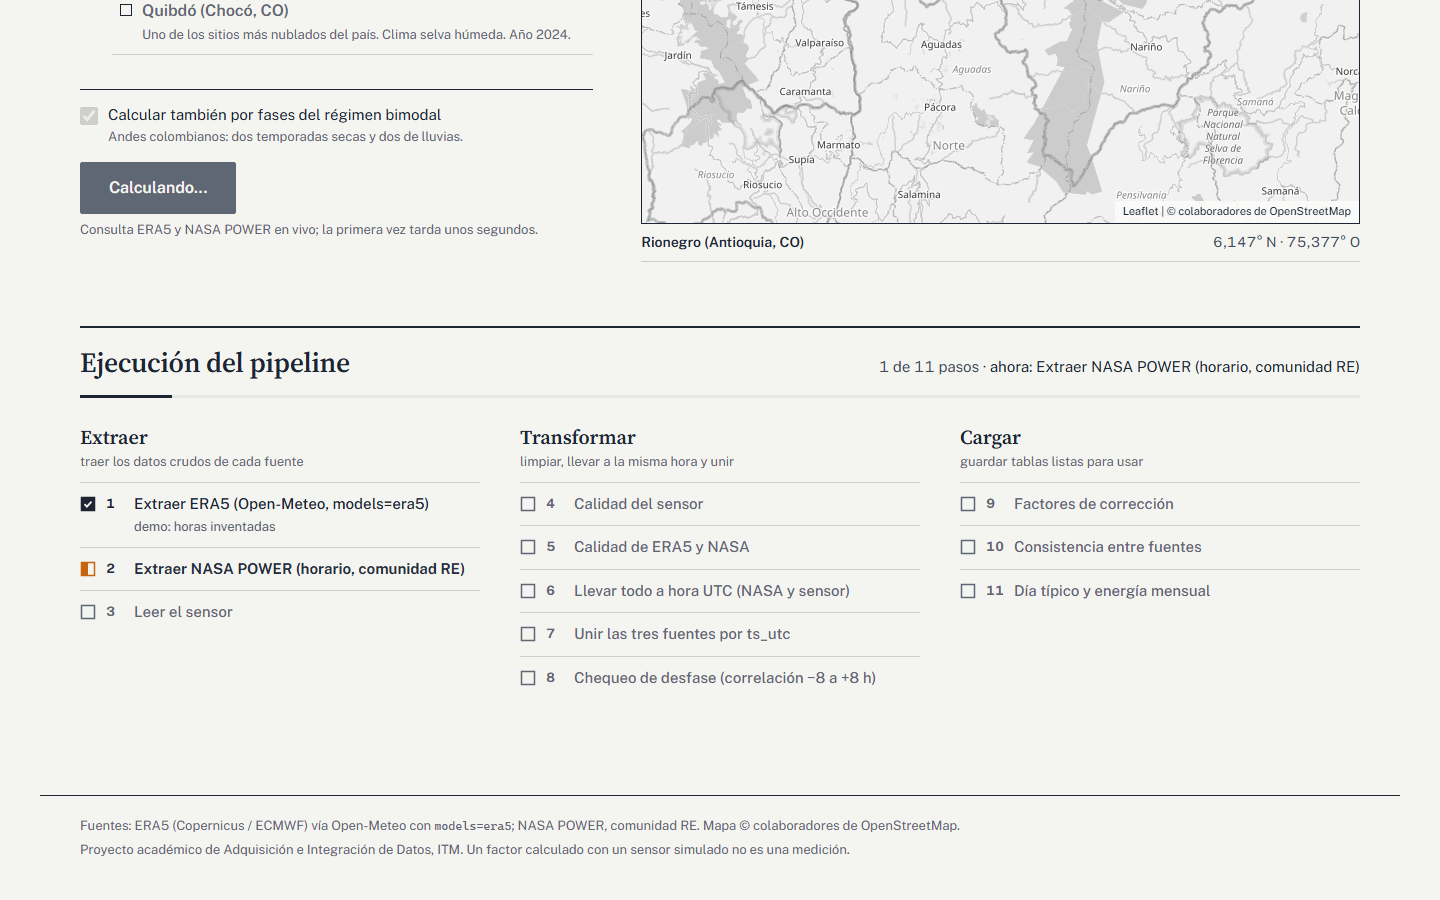 Quibdó (Chocó, CO)
Uno de los sitios más nublados del país. Clima selva húmeda. Año 2024.
Calcular también por fases del régimen bimodal
Andes colombianos: dos temporadas secas y dos de lluvias.
Calculando...
Consulta ERA5 y NASA POWER en vivo; la primera vez tarda unos segundos.
es
Támesis
Jardín
Valparaíso
Aguadas
Aguadas
Caramanta
Pácora
Marmato
Norte
Supía
Riosucio
Riosucio
Salamina
Alto Occidente
Nariño
Nariño
Norc
Mag
Cal
Samaná
Parque
Nacional
Natural
Selva de
Florencia
Pensilvania
Samaná
Leaflet | © colaboradores de OpenStreetMap
Rionegro (Antioquia, CO)
6,147° N · 75,377° O
Ejecución del pipeline
1 de 11 pasos · ahora: Extraer NASA POWER (horario, comunidad RE)
Extraer
traer los datos crudos de cada fuente
1 Extraer ERA5 (Open-Meteo, models=era5)
demo: horas inventadas
2 Extraer NASA POWER (horario, comunidad RE)
3 Leer el sensor
Transformar
limpiar, llevar a la misma hora y unir
4 Calidad del sensor
5 Calidad de ERA5 y NASA
6 Llevar todo a hora UTC (NASA y sensor)
7 Unir las tres fuentes por ts_utc
8 Chequeo de desfase (correlación −8 a +8 h)
Cargar
guardar tablas listas para usar
9 Factores de corrección
10 Consistencia entre fuentes
11 Día típico y energía mensual
Fuentes: ERA5 (Copernicus / ECMWF) vía Open-Meteo con models=era5; NASA POWER, comunidad RE. Mapa © colaboradores de OpenStreetMap.
Proyecto académico de Adquisición e Integración de Datos, ITM. Un factor calculado con un sensor simulado no es una medición.